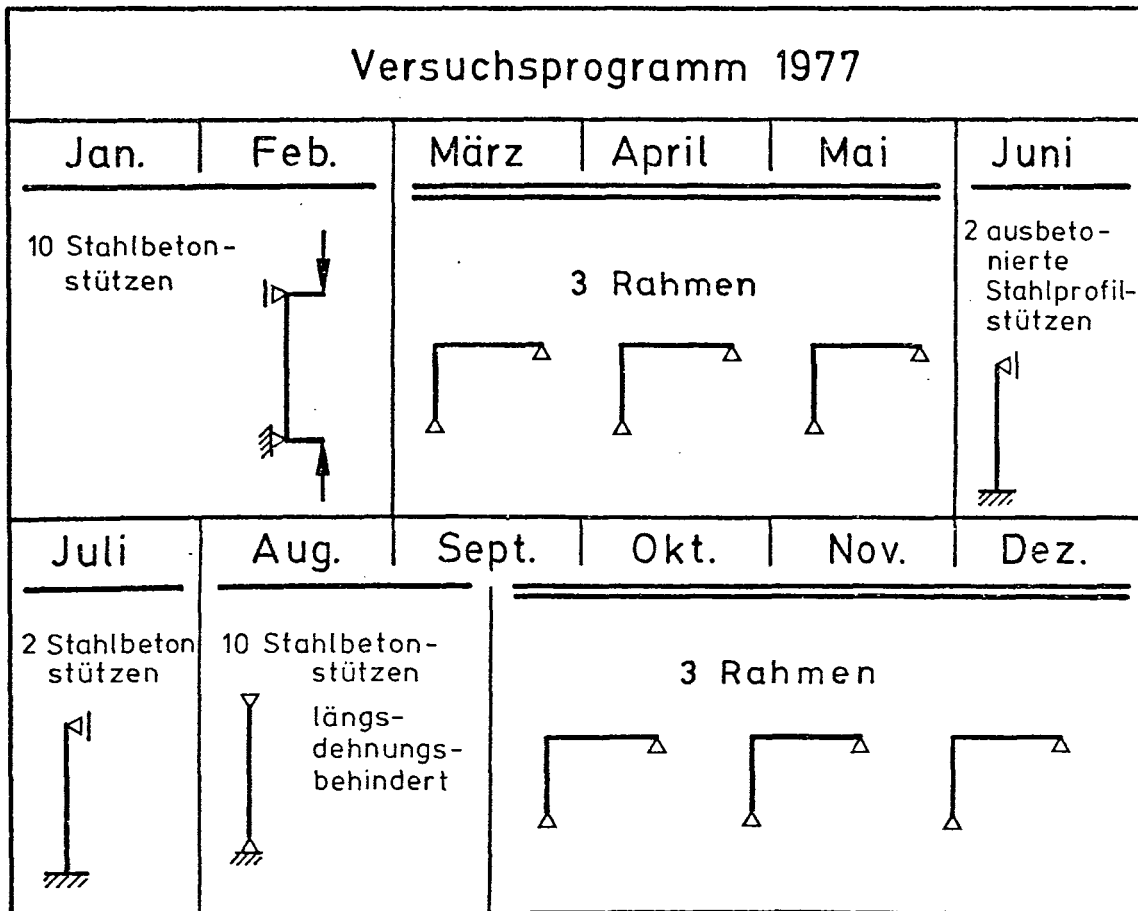 Versuchsprogramm 1977
Jan. Feb. März April Mai Juni
10 Stahlbeton-
stützen
3 Rahmen
2 ausbeto-
nierte
Stahlprofil-
stützen
Juli Aug. Sept. Okt. Nov. Dez.
2 Stahlbeton
stützen
10 Stahlbeton-
stützen
längs-
dehnungs-
behindert
3 Rahmen